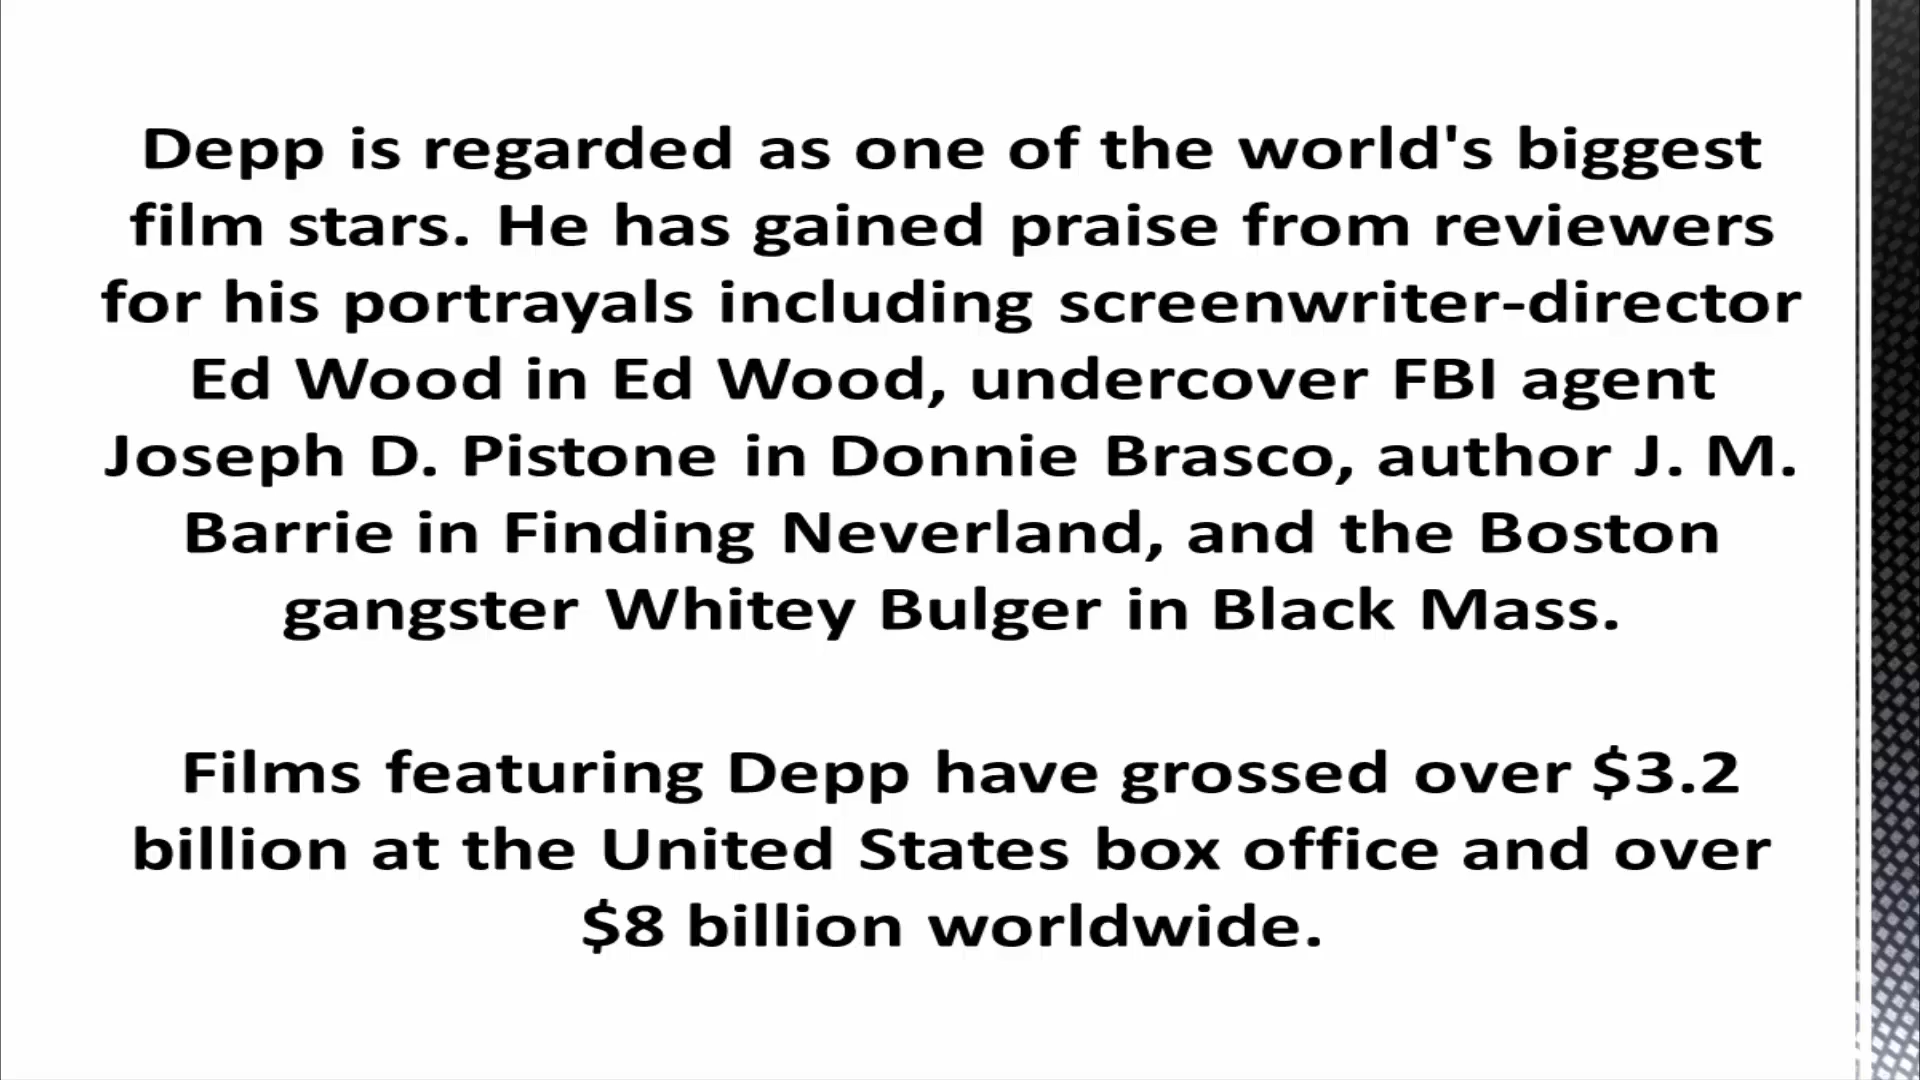 Depp is regarded as one of the world's biggest
film stars. He has gained praise from reviewers
for his portrayals including screenwriter-director
Ed Wood in Ed Wood, undercover FBI agent
Joseph D. Pistone in Donnie Brasco, author J. M.
Barrie in Finding Neverland, and the Boston
gangster Whitey Bulger in Black Mass.
Films featuring Depp have grossed over $3.2
billion at the United States box office and over
$8 billion worldwide.